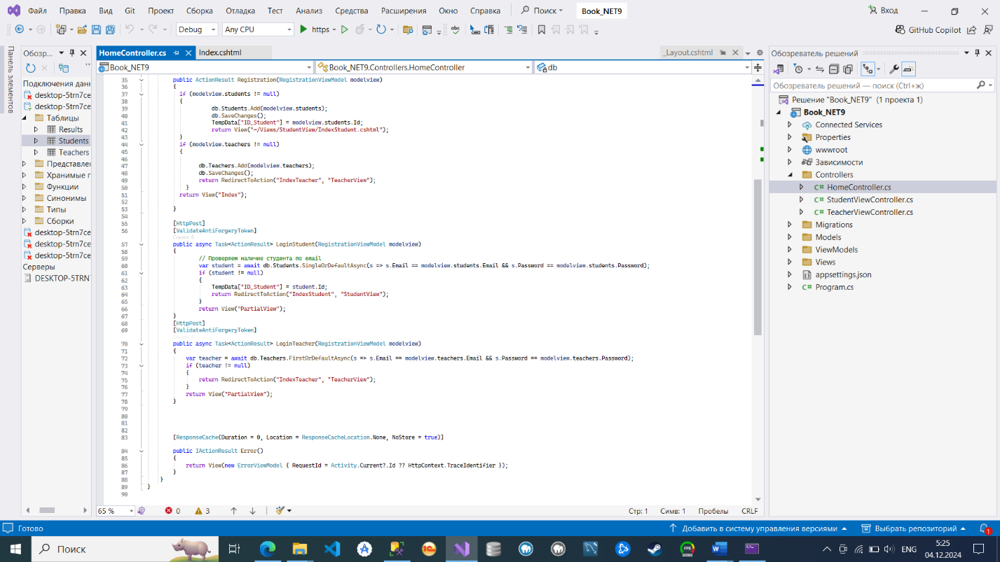 Файл Правка Вид Git Проект Сборка Отладка Тест Анализ Средства Расширения Окно Справка Поиск Book_NET9 Вход
Debug Any CPU https GitHub Copilot
Панель элементов
Обозр...
Подключения данн
desktop-5trn7ce
desktop-5trn7ce
Таблицы
Results
Students
Teachers
Представлен
Хранимые п
Функции
Синонимы
Типы
Сборки
desktop-5trn7ce
desktop-5trn7ce
desktop-5trn7ce
Серверы
DESKTOP-5TRN7
HomeController.cs Index.cshtml _Layout.cshtml
Book_NET9 Book_NET9.Controllers.HomeController db
35 public ActionResult Registration(RegistrationViewModel modelview)
36 {
37 if (modelview.students != null)
38 {
39 db.Students.Add(modelview.students);
40 db.SaveChanges();
41 TempData["ID_Student"] = modelview.students.Id;
42 return View("~/Views/StudentView/IndexStudent.cshtml");
43 }
44 if (modelview.teachers != null)
45 {
46
47 db.Teachers.Add(modelview.teachers);
48 db.SaveChanges();
49 return RedirectToAction("IndexTeacher", "TeacherView");
50 }
51 return View("Index");
52
53 }
54
55 [HttpPost]
56 [ValidateAntiForgeryToken]
57 public async Task<ActionResult> LoginStudent(RegistrationViewModel modelview)
58 {
59 // Проверяем наличие студента по email
60 var student = await db.Students.SingleOrDefaultAsync(s => s.Email == modelview.students.Email && s.Password == modelview.students.Password);
61 if (student != null)
62 {
63 TempData["ID_Student"] = student.Id;
64 return RedirectToAction("IndexStudent", "StudentView");
65 }
66 return View("PartialView");
67 }
68 [HttpPost]
69 [ValidateAntiForgeryToken]
70 public async Task<ActionResult> LoginTeacher(RegistrationViewModel modelview)
71 {
72 var teacher = await db.Teachers.FirstOrDefaultAsync(s => s.Email == modelview.teachers.Email && s.Password == modelview.teachers.Password);
73 if (teacher != null)
74 {
75 return RedirectToAction("IndexTeacher", "TeacherView");
76 }
77 return View("PartialView");
78 }
79
80
81
82
83 [ResponseCache(Duration = 0, Location = ResponseCacheLocation.None, NoStore = true)]
84 public IActionResult Error()
85 {
86 return View(new ErrorViewModel { RequestId = Activity.Current?.Id ?? HttpContext.TraceIdentifier });
87 }
88 }
89 }
90
65 % 0 3 Стр: 1 Симв: 1 Пробелы CRLF
Обозреватель решений
Обозреватель решений — поиск (Ctrl+ж)
Решение "Book_NET9" (1 проекта 1)
Book_NET9
Connected Services
Properties
wwwroot
Зависимости
Controllers
C# HomeController.cs
C# StudentViewController.cs
C# TeacherViewController.cs
Migrations
Models
ViewModels
Views
appsettings.json
C# Program.cs
Готово Добавить в систему управления версиями Выбрать репозиторий 1
Поиск ENG 5:25
04.12.2024